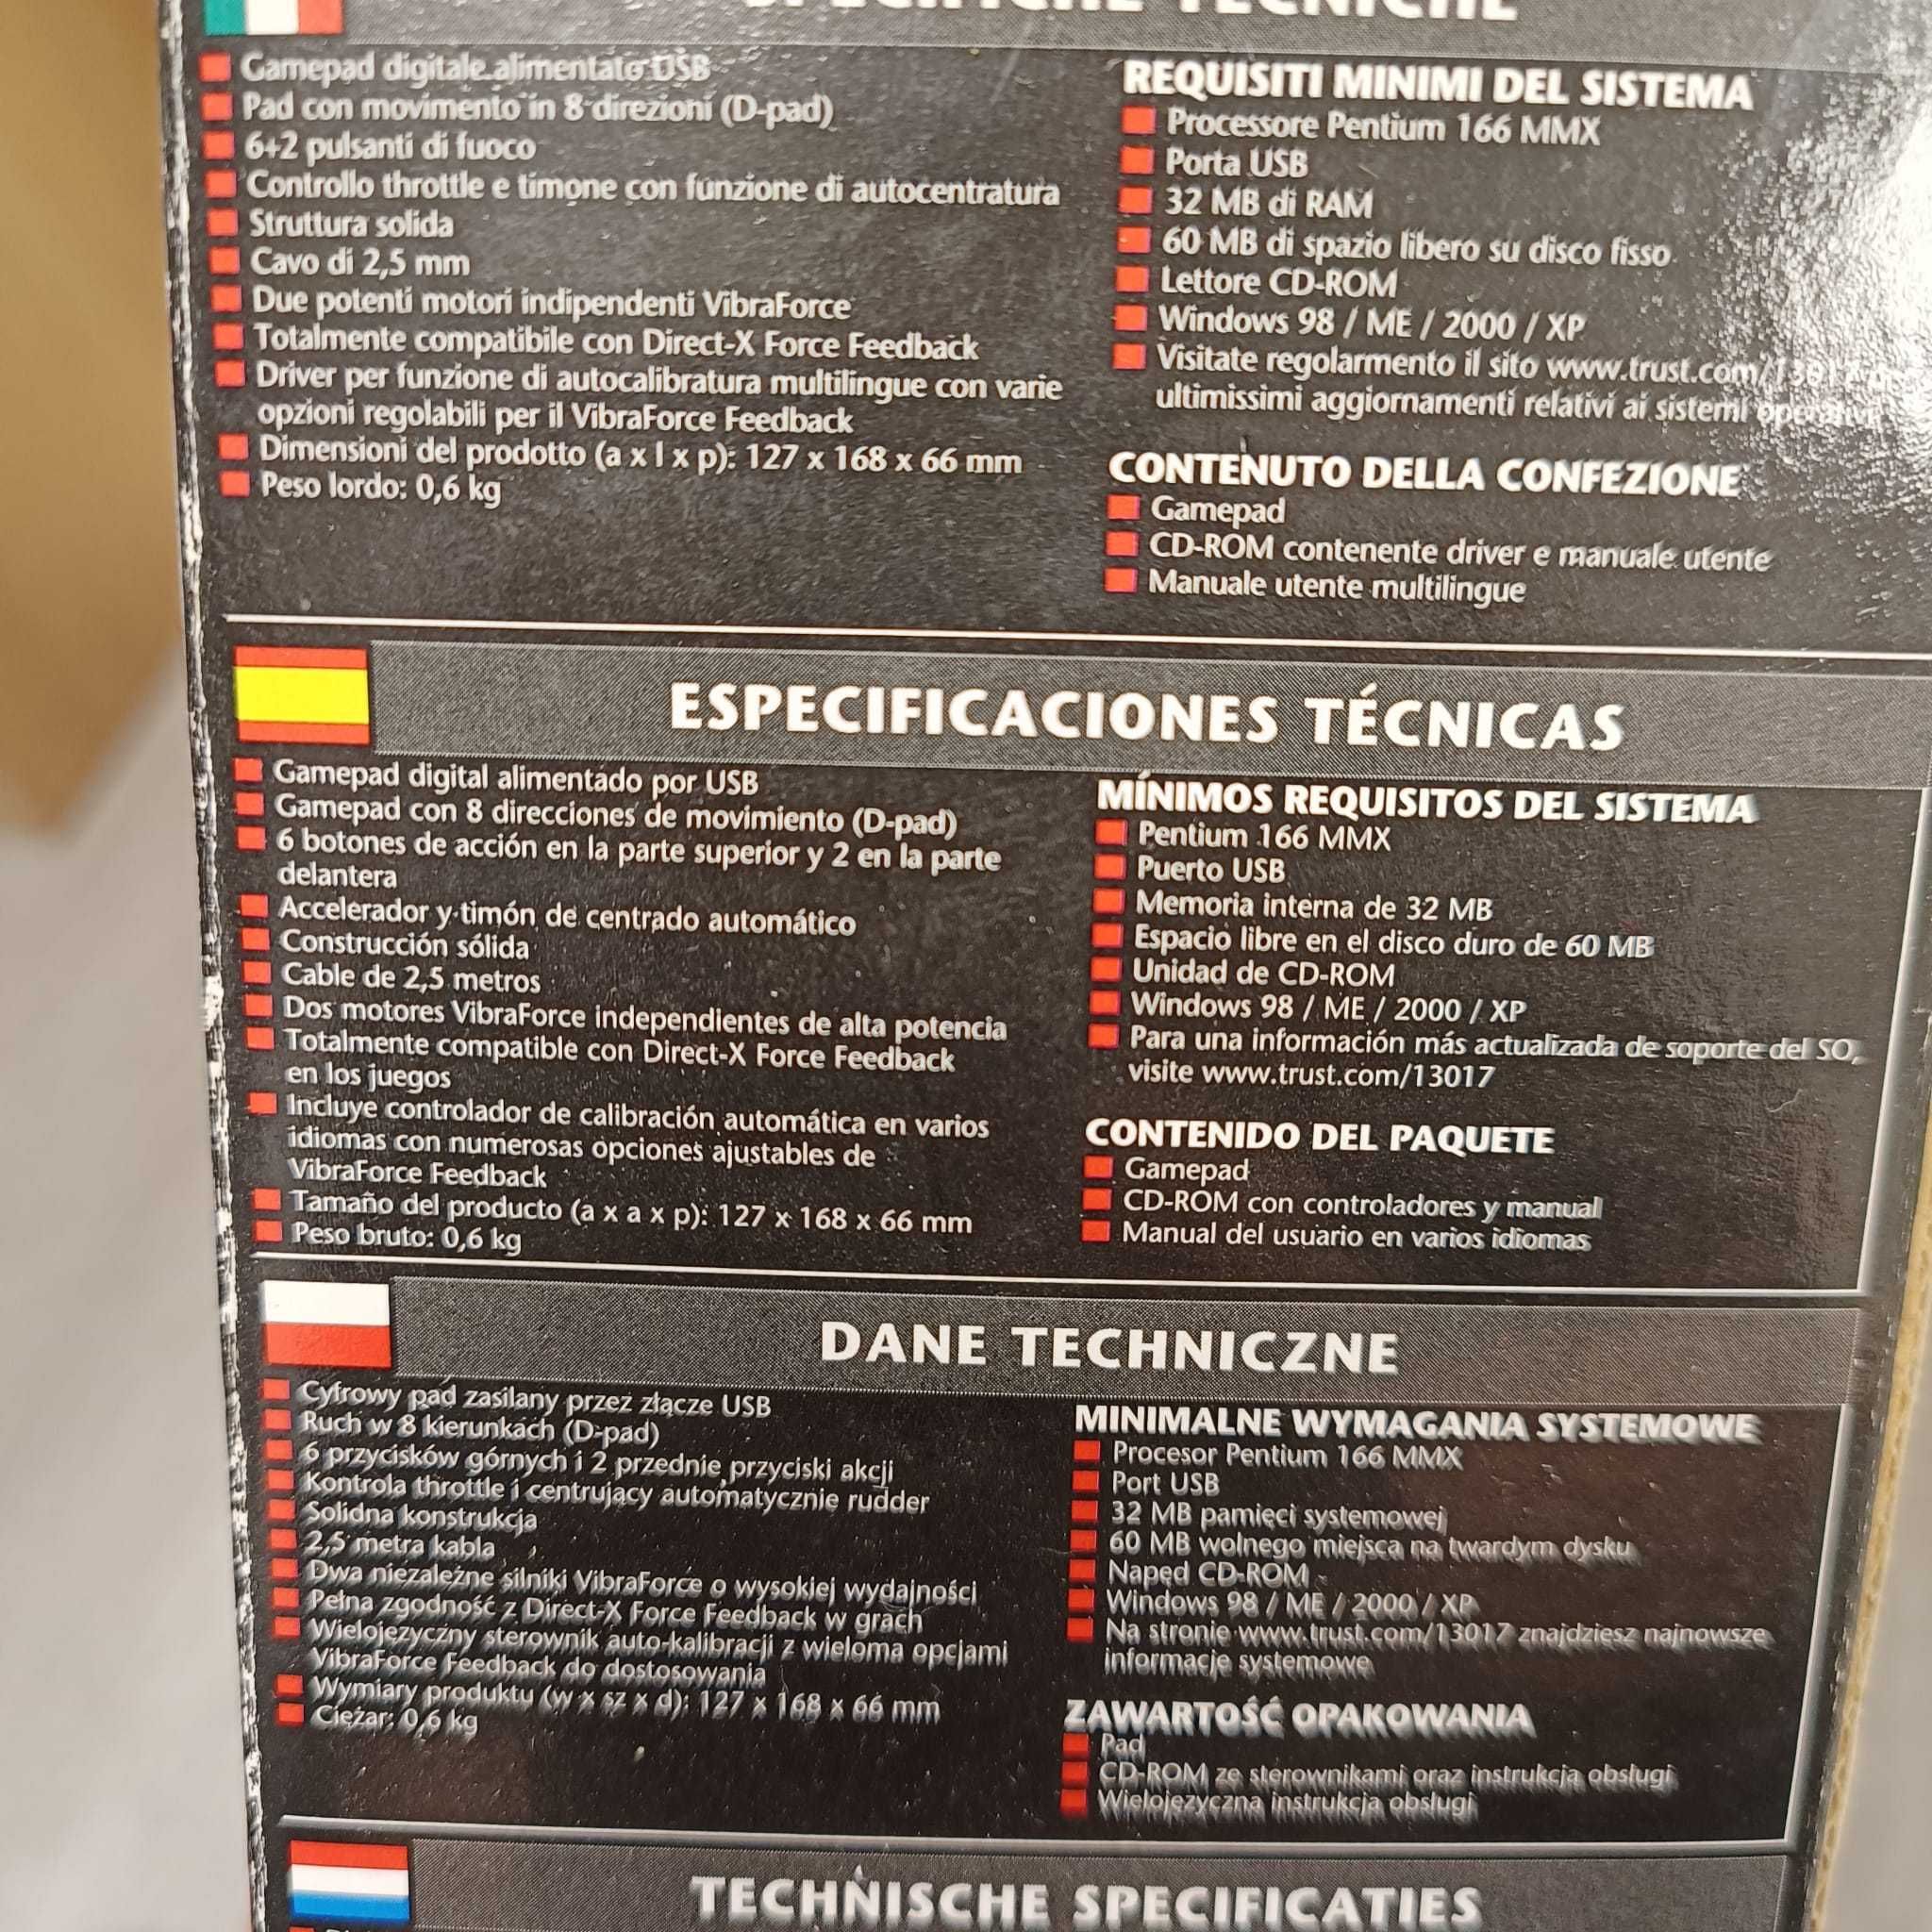 SPECIFICHE TECNICHE
Gamepad digitale alimentato USB
Pad con movimento in 8 direzioni (D-pad)
6+2 pulsanti di fuoco
Controllo throttle e timone con funzione di autocentratura
Struttura solida
Cavo di 2,5 mm
Due potenti motori indipendenti VibraForce
Totalmente compatibile con Direct-X Force Feedback
Driver per funzione di autocalibratura multilingue con varie
opzioni regolabili per il VibraForce Feedback
Dimensioni del prodotto (a x l x p): 127 x 168 x 66 mm
Peso lordo: 0,6 kg
REQUISITI MINIMI DEL SISTEMA
Processore Pentium 166 MMX
Porta USB
32 MB di RAM
60 MB di spazio libero su disco fisso
Lettore CD-ROM
Windows 98 / ME / 2000 / XP
Visitate regolarmento il sito www.trust.com/13017
ultimissimi aggiornamenti relativi ai sistemi operativi
CONTENUTO DELLA CONFEZIONE
Gamepad
CD-ROM contenente driver e manuale utente
Manuale utente multilingue
ESPECIFICACIONES TÉCNICAS
Gamepad digital alimentado por USB
Gamepad con 8 direcciones de movimiento (D-pad)
6 botones de acción en la parte superior y 2 en la parte
delantera
Accelerador y timón de centrado automático
Construcción sólida
Cable de 2,5 metros
Dos motores VibraForce independientes de alta potencia
Totalmente compatible con Direct-X Force Feedback
en los juegos
Incluye controlador de calibración automática en varios
idiomas con numerosas opciones ajustables de
VibraForce Feedback
Tamaño del producto (a x a x p): 127 x 168 x 66 mm
Peso bruto: 0,6 kg
MÍNIMOS REQUISITOS DEL SISTEMA
Pentium 166 MMX
Puerto USB
Memoria interna de 32 MB
Espacio libre en el disco duro de 60 MB
Unidad de CD-ROM
Windows 98 / ME / 2000 / XP
Para una información más actualizada de soporte del SO,
visite www.trust.com/13017
CONTENIDO DEL PAQUETE
Gamepad
CD-ROM con controladores y manual
Manual del usuario en varios idiomas
DANE TECHNICZNE
Cyfrowy pad zasilany przez złącze USB
Ruch w 8 kierunkach (D-pad)
6 przycisków górnych i 2 przednie przyciski akcji
Kontrola throttle i centrujący automatycznie rudder
Solidna konstrukcja
2,5 metra kabla
Dwa niezależne silniki VibraForce o wysokiej wydajności
Pełna zgodność z Direct-X Force Feedback w grach
Wielojęzyczny sterownik auto-kalibracji z wieloma opcjami
VibraForce Feedback do dostosowania
Wymiary produktu (w x sz x d): 127 x 168 x 66 mm
Ciężar: 0,6 kg
MINIMALNE WYMAGANIA SYSTEMOWE
Procesor Pentium 166 MMX
Port USB
32 MB pamięci systemowej
60 MB wolnego miejsca na twardym dysku
Napęd CD-ROM
Windows 98 / ME / 2000 / XP
Na stronie www.trust.com/13017 znajdziesz najnowsze
informacje systemowe
ZAWARTOŚĆ OPAKOWANIA
Pad
CD-ROM ze sterownikami oraz instrukcja obsługi
Wielojęzyczna instrukcja obsługi
TECHNISCHE SPECIFICATIES